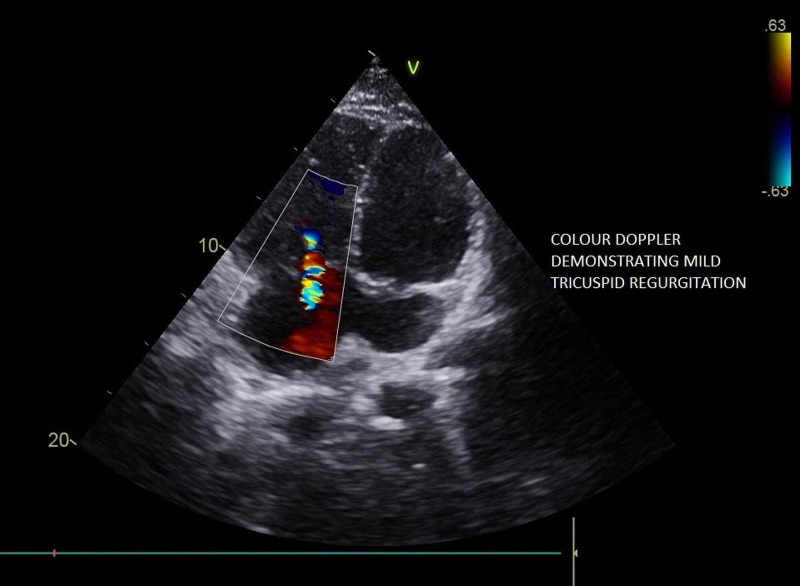 .63
V
10
-.63
COLOUR DOPPLER
DEMONSTRATING MILD
TRICUSPID REGURGITATION
20